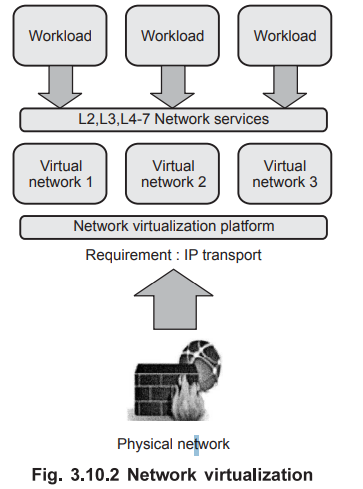 Workload Workload Workload
L2,L3,L4-7 Network services
Virtual network 1 Virtual network 2 Virtual network 3
Network virtualization platform
Requirement : IP transport
Physical network
Fig. 3.10.2 Network virtualization